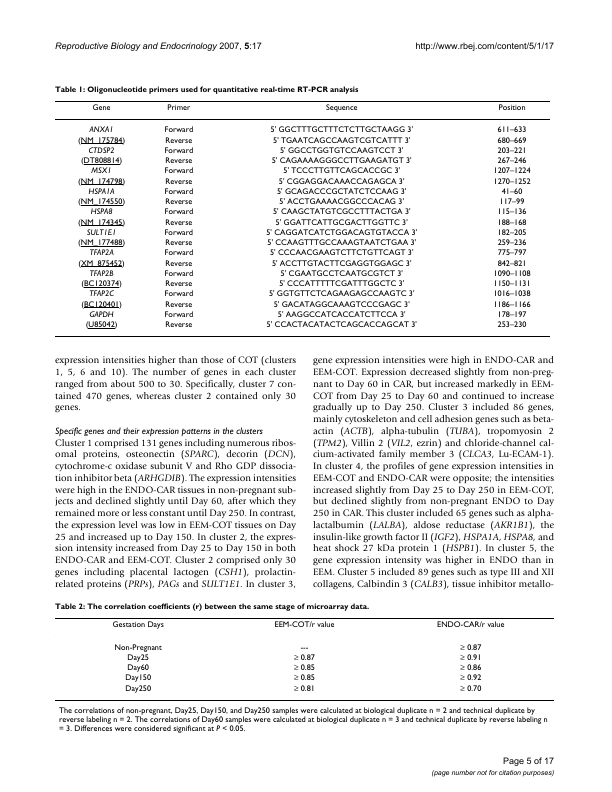 Reproductive Biology and Endocrinology 2007, 5:17 http://www.rbej.com/content/5/1/17
Table 1: Oligonucleotide primers used for quantitative real-time RT-PCR analysis
Gene Primer Sequence Position
ANXA1 Forward 5' GGCTTTGCTTTCTCTTGCTAAGG 3' 611–633
(NM_175784) Reverse 5' TGAATCAGCCAAGTCGTCATTT 3' 680–669
CTDSP2 Forward 5' GGCCTGGTGTCCAAGTCCT 3' 203–221
(DT808814) Reverse 5' CAGAAAAGGGCCTTGAAGATGT 3' 267–246
MSX1 Forward 5' TCCCTTGTTCAGCACCGC 3' 1207–1224
(NM_174798) Reverse 5' CGGAGGACAAACCAGAGCA 3' 1270–1252
HSPA1A Forward 5' GCAGACCCGCTATCTCCAAG 3' 41–60
(NM_174550) Reverse 5' ACCTGAAAACGGCCCACAG 3' 117–99
HSPA8 Forward 5' CAAGCTATGTCGCCTTTACTGA 3' 115–136
(NM_174345) Reverse 5' GGATTCATTGCGACTTGGTTC 3' 188–168
SULT1E1 Forward 5' CAGGATCATCTGGACAGTGTACCA 3' 182–205
(NM_177488) Reverse 5' CCAAGTTTGCCAAAGTAATCTGAA 3' 259–236
TFAP2A Forward 5' CCCAACGAAGTCTTCTGTTCAGT 3' 775–797
(XM_875452) Reverse 5' ACCTTGTACTTCGAGGTGGAGC 3' 842–821
TFAP2B Forward 5' CGAATGCCTCAATGCGTCT 3' 1090–1108
(BC120374) Reverse 5' CCCATTTTTCGATTTGGCTC 3' 1150–1131
TFAP2C Forward 5' GGTGTTCTCAGAAGAGCCAAGTC 3' 1016–1038
(BC120401) Reverse 5' GACATAGGCAAAGTCCCGAGC 3' 1186–1166
GAPDH Forward 5' AAGGCCATCACCATCTTCCA 3' 178–197
(U85042) Reverse 5' CCACTACATACTCAGCACCAGCAT 3' 253–230
expression intensities higher than those of COT (clusters
1, 5, 6 and 10). The number of genes in each cluster
ranged from about 500 to 30. Specifically, cluster 7 con-
tained 470 genes, whereas cluster 2 contained only 30
genes.
Specific genes and their expression patterns in the clusters
Cluster 1 comprised 131 genes including numerous ribos-
omal proteins, osteonectin (SPARC), decorin (DCN),
cytochrome-c oxidase subunit V and Rho GDP dissocia-
tion inhibitor beta (ARHGDIB). The expression intensities
were high in the ENDO-CAR tissues in non-pregnant sub-
jects and declined slightly until Day 60, after which they
remained more or less constant until Day 250. In contrast,
the expression level was low in EEM-COT tissues on Day
25 and increased up to Day 150. In cluster 2, the expres-
sion intensity increased from Day 25 to Day 150 in both
ENDO-CAR and EEM-COT. Cluster 2 comprised only 30
genes including placental lactogen (CSH1), prolactin-
related proteins (PRPs), PAGs and SULT1E1. In cluster 3,
gene expression intensities were high in ENDO-CAR and
EEM-COT. Expression decreased slightly from non-preg-
nant to Day 60 in CAR, but increased markedly in EEM-
COT from Day 25 to Day 60 and continued to increase
gradually up to Day 250. Cluster 3 included 86 genes,
mainly cytoskeleton and cell adhesion genes such as beta-
actin (ACTB), alpha-tubulin (TUBA), tropomyosin 2
(TPM2), Villin 2 (VIL2, ezrin) and chloride-channel cal-
cium-activated family member 3 (CLCA3, Lu-ECAM-1).
In cluster 4, the profiles of gene expression intensities in
EEM-COT and ENDO-CAR were opposite; the intensities
increased slightly from Day 25 to Day 250 in EEM-COT,
but declined slightly from non-pregnant ENDO to Day
250 in CAR. This cluster included 65 genes such as alpha-
lactalbumin (LALBA), aldose reductase (AKR1B1), the
insulin-like growth factor II (IGF2), HSPA1A, HSPA8, and
heart shock 27 kDa protein 1 (HSPB1). In cluster 5, the
gene expression intensity was higher in ENDO than in
EEM. Cluster 5 included 89 genes such as type III and XII
collagens, Calbindin 3 (CALB3), tissue inhibitor metallo-
Table 2: The correlation coefficients (r) between the same stage of microarray data.
Gestation Days EEM-COT/r value ENDO-CAR/r value
Non-Pregnant --- ≥ 0.87
Day25 ≥ 0.87 ≥ 0.91
Day60 ≥ 0.85 ≥ 0.86
Day150 ≥ 0.85 ≥ 0.92
Day250 ≥ 0.81 ≥ 0.70
The correlations of non-pregnant, Day25, Day150, and Day250 samples were calculated at biological duplicate n = 2 and technical duplicate by
reverse labeling n = 2. The correlations of Day60 samples were calculated at biological duplicate n = 3 and technical duplicate by reverse labeling n
= 3. Differences were considered significant at P < 0.05.
Page 5 of 17
(page number not for citation purposes)